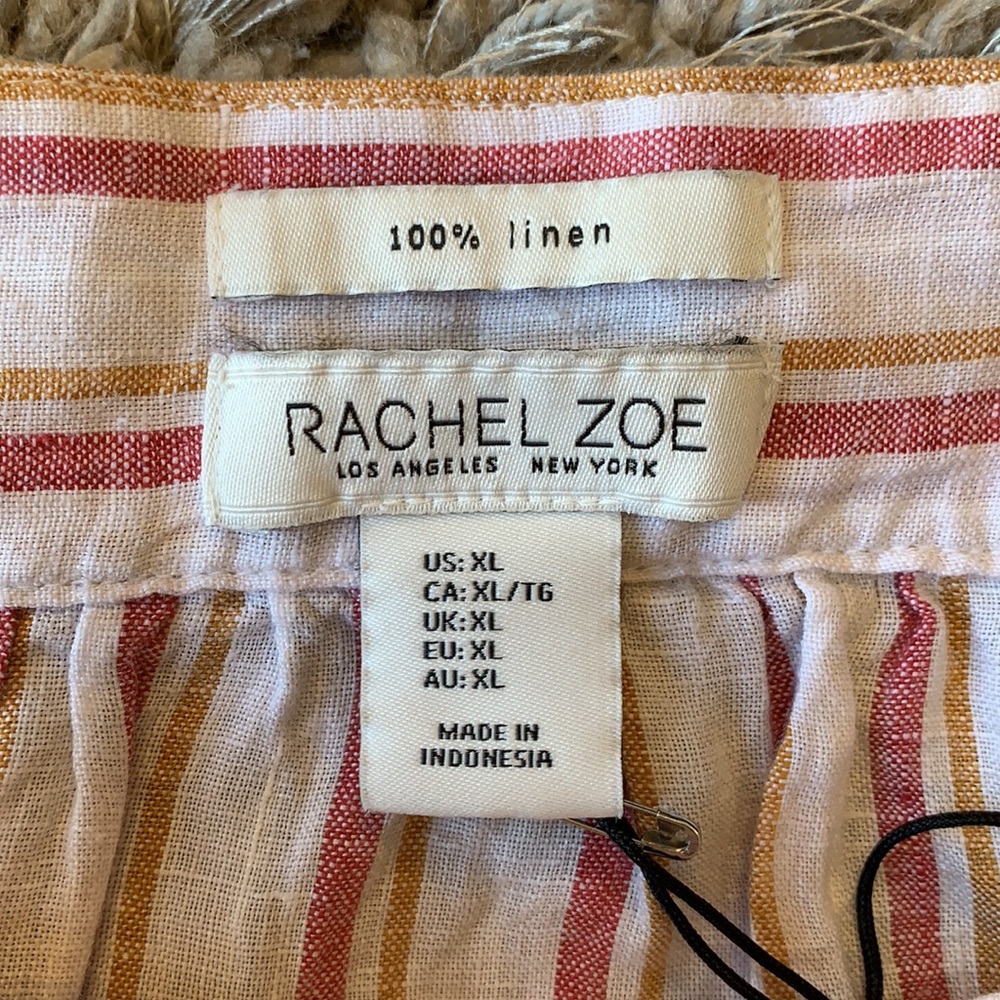 100% linen
RACHEL ZOE
LOS ANGELES NEW YORK
US: XL
CA: XL/TG
UK: XL
EU: XL
AU: XL
MADE IN
INDONESIA